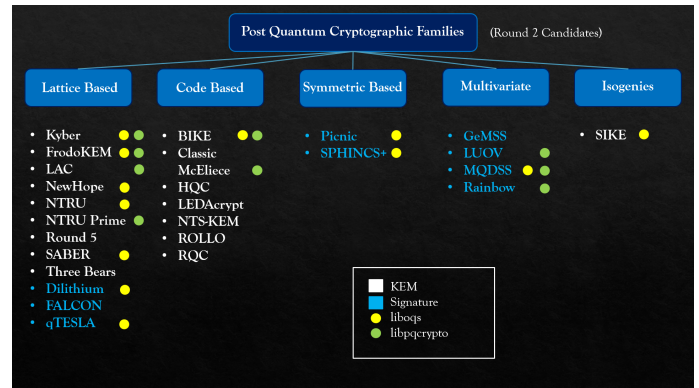 Post Quantum Cryptographic Families
(Round 2 Candidates)
Lattice Based
Code Based
Symmetric Based
Multivariate
Isogenies
• Kyber
• FrodoKEM
• LAC
• NewHope
• NTRU
• NTRU Prime
• Round 5
• SABER
• Three Bears
• Dilithium
• FALCON
• qTESLA
• BIKE
• Classic
McEliece
• HQC
• LEDAcrypt
• NTS-KEM
• ROLLO
• RQC
• Picnic
• SPHINCS+
• GeMSS
• LUOV
• MQDSS
• Rainbow
• SIKE
KEM
Signature
liboqs
libpqcrypto